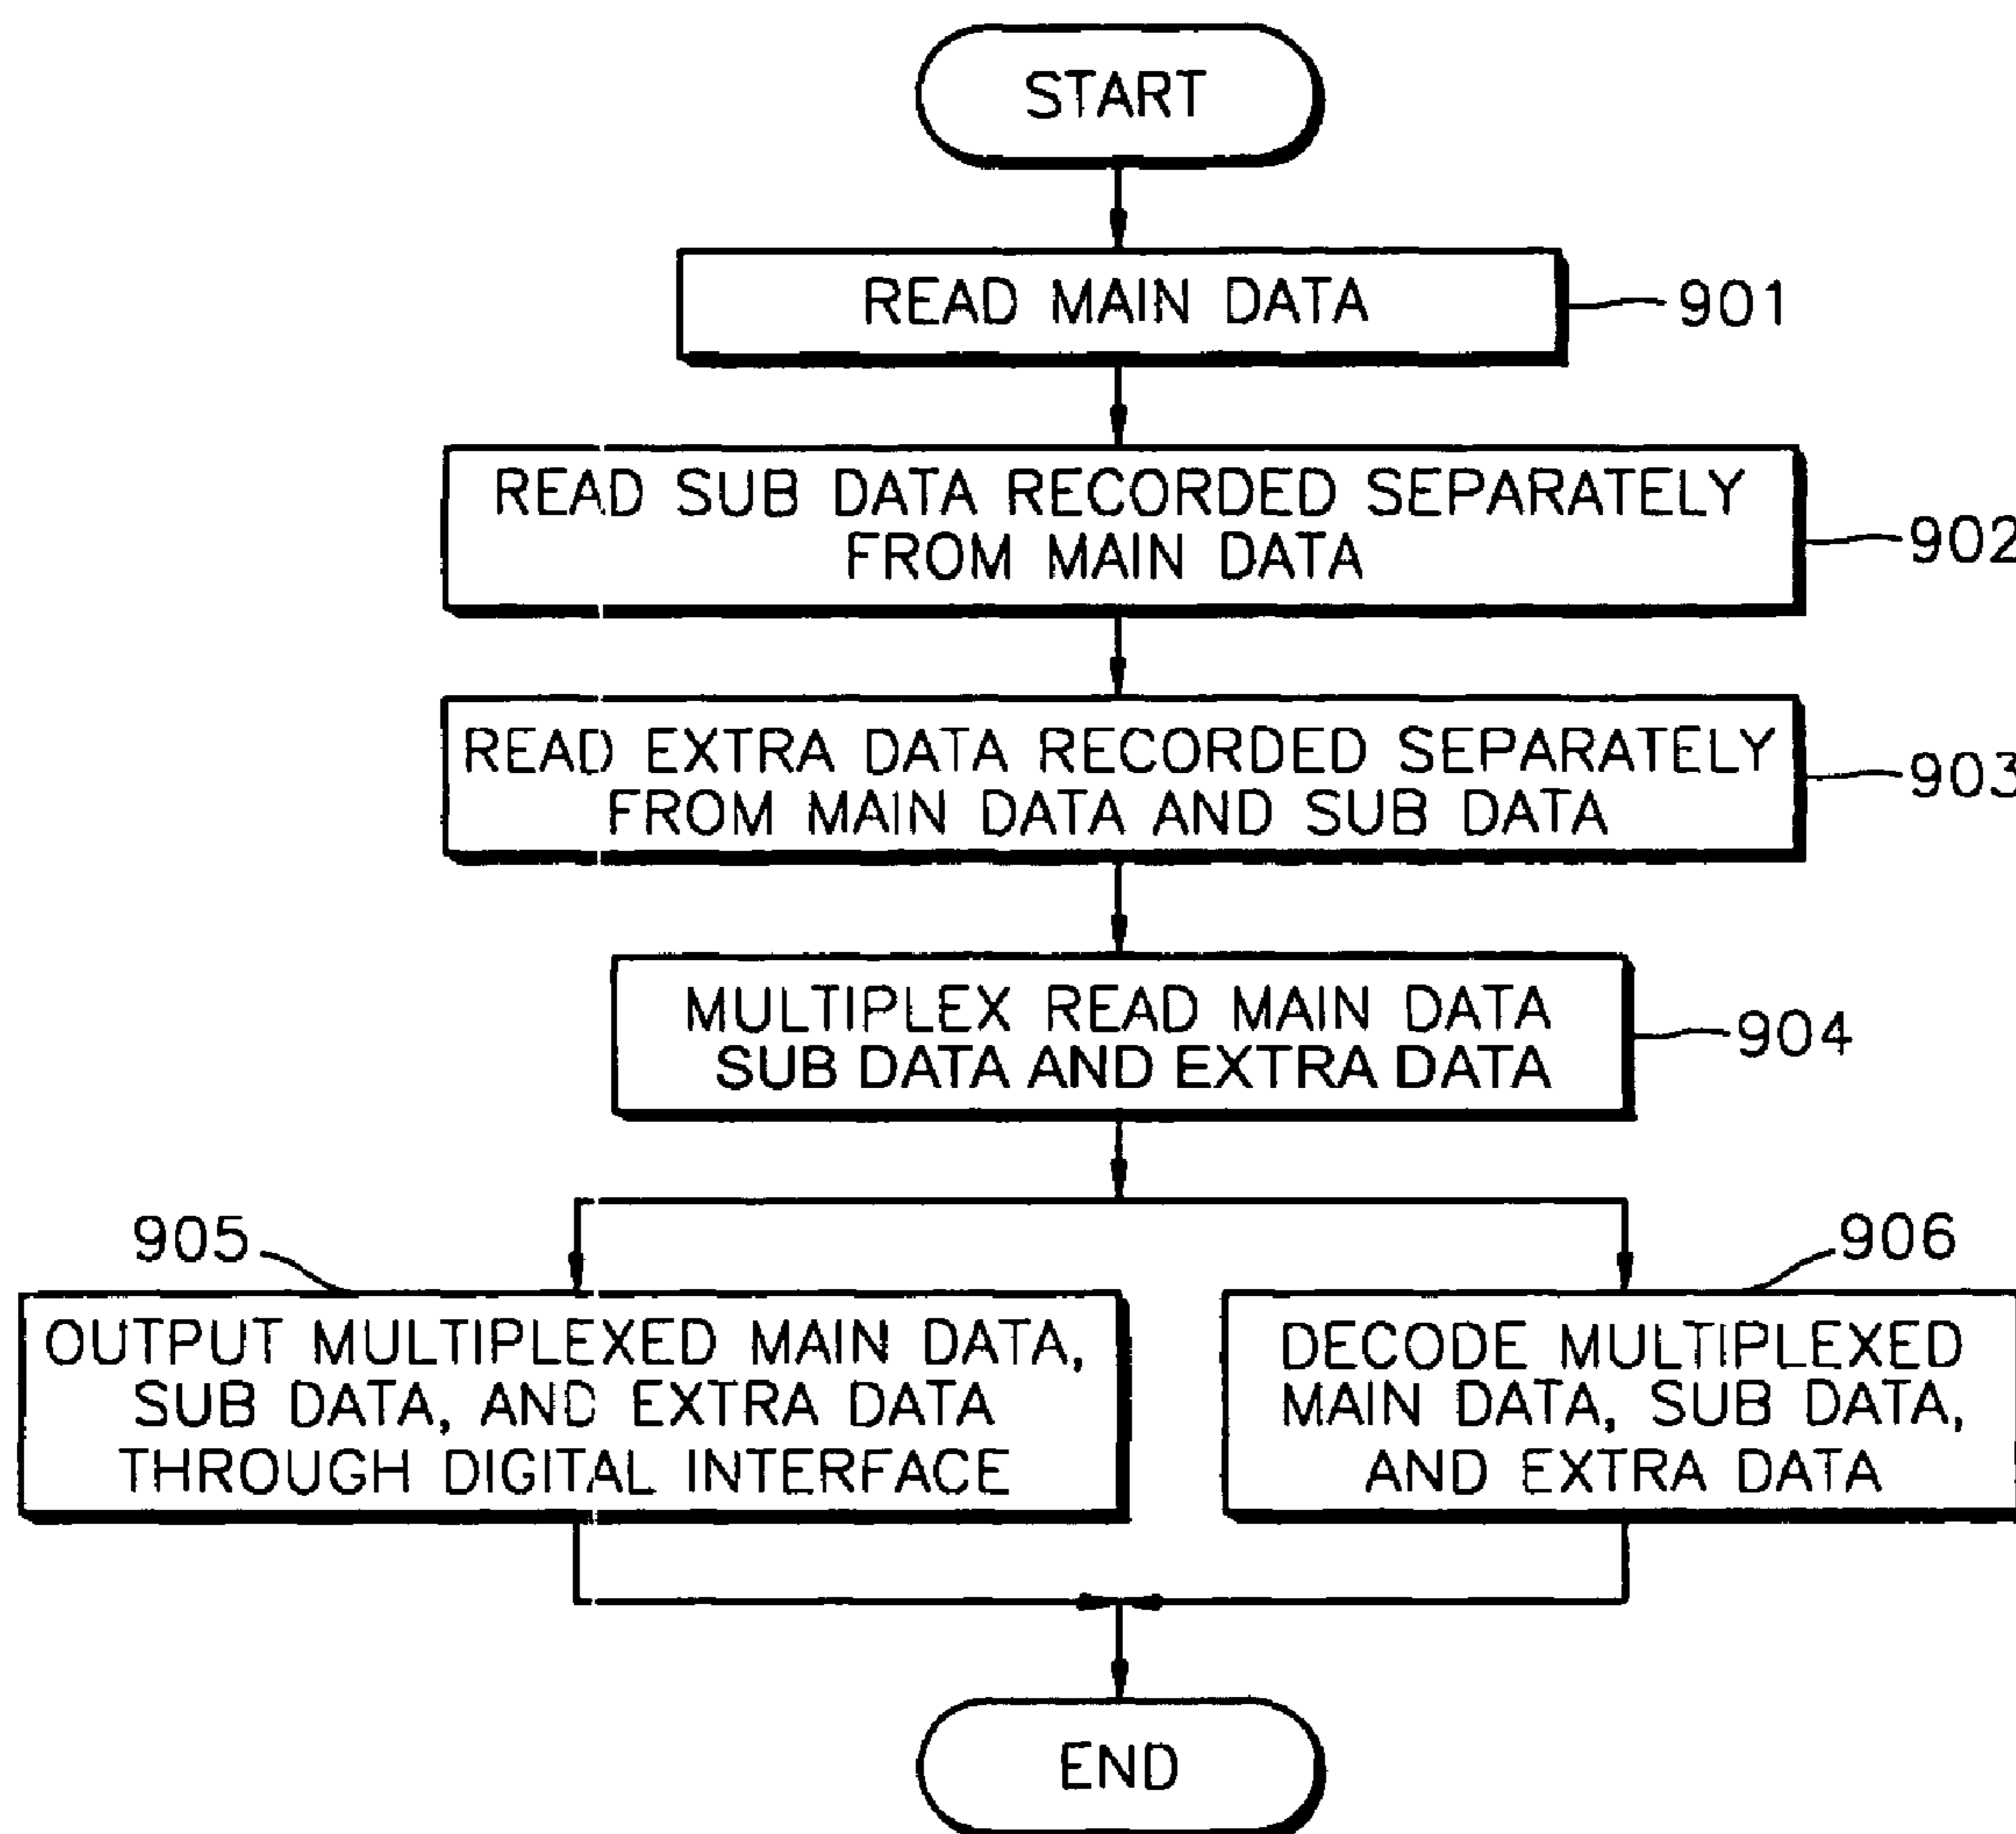 START
READ MAIN DATA
901
READ SUB DATA RECORDED SEPARATELY
FROM MAIN DATA
902
READ EXTRA DATA RECORDED SEPARATELY
FROM MAIN DATA AND SUB DATA
903
MULTIPLEX READ MAIN DATA
SUB DATA AND EXTRA DATA
904
905
OUTPUT MULTIPLEXED MAIN DATA,
SUB DATA, AND EXTRA DATA
THROUGH DIGITAL INTERFACE
906
DECODE MULTIPLEXED
MAIN DATA, SUB DATA,
AND EXTRA DATA
END